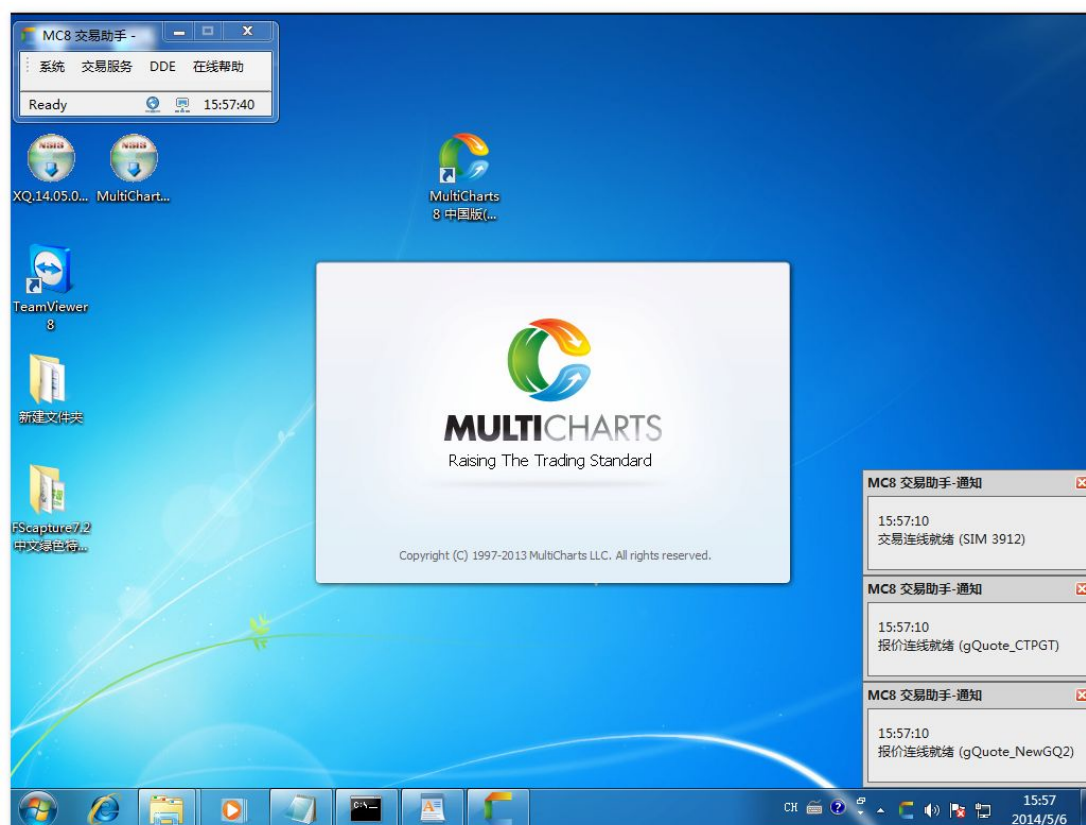 MC8 交易助手 -
系统 交易服务 DDE 在线帮助
Ready 15:57:40
XQ.14.05.0...
MultiChart...
MultiCharts
8 中国版(...
TeamViewer
8
新建文件夹
FScapture7.2
中文绿色特...
MULTICHARTS
Raising The Trading Standard
Copyright (C) 1997-2013 MultiCharts LLC. All rights reserved.
MC8 交易助手-通知
15:57:10
交易连线就绪 (SIM 3912)
MC8 交易助手-通知
15:57:10
报价连线就绪 (gQuote_CTPGT)
MC8 交易助手-通知
15:57:10
报价连线就绪 (gQuote_NewGQ2)
CH
15:57
2014/5/6